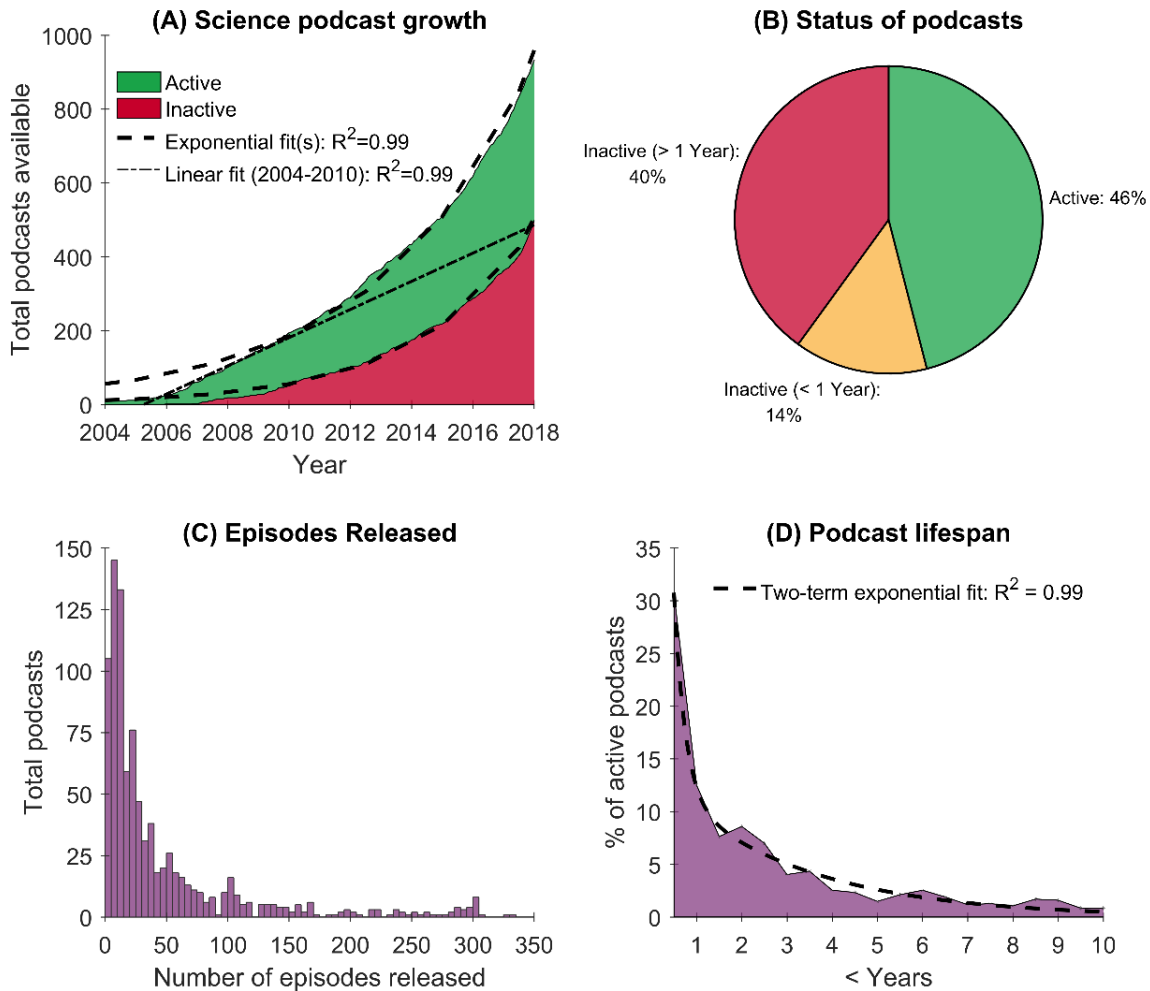 (A) Science podcast growth
1000
800
600
400
200
0
Total podcasts available
Active
Inactive
Exponential fit(s): R²=0.99
Linear fit (2004-2010): R²=0.99
2004 2006 2008 2010 2012 2014 2016 2018
Year
(B) Status of podcasts
Inactive (> 1 Year):
40%
Active: 46%
Inactive (< 1 Year):
14%
(C) Episodes Released
150
125
100
75
50
25
0
Total podcasts
0 50 100 150 200 250 300 350
Number of episodes released
(D) Podcast lifespan
35
30
25
20
15
10
5
0
% of active podcasts
Two-term exponential fit: R² = 0.99
1 2 3 4 5 6 7 8 9 10
< Years